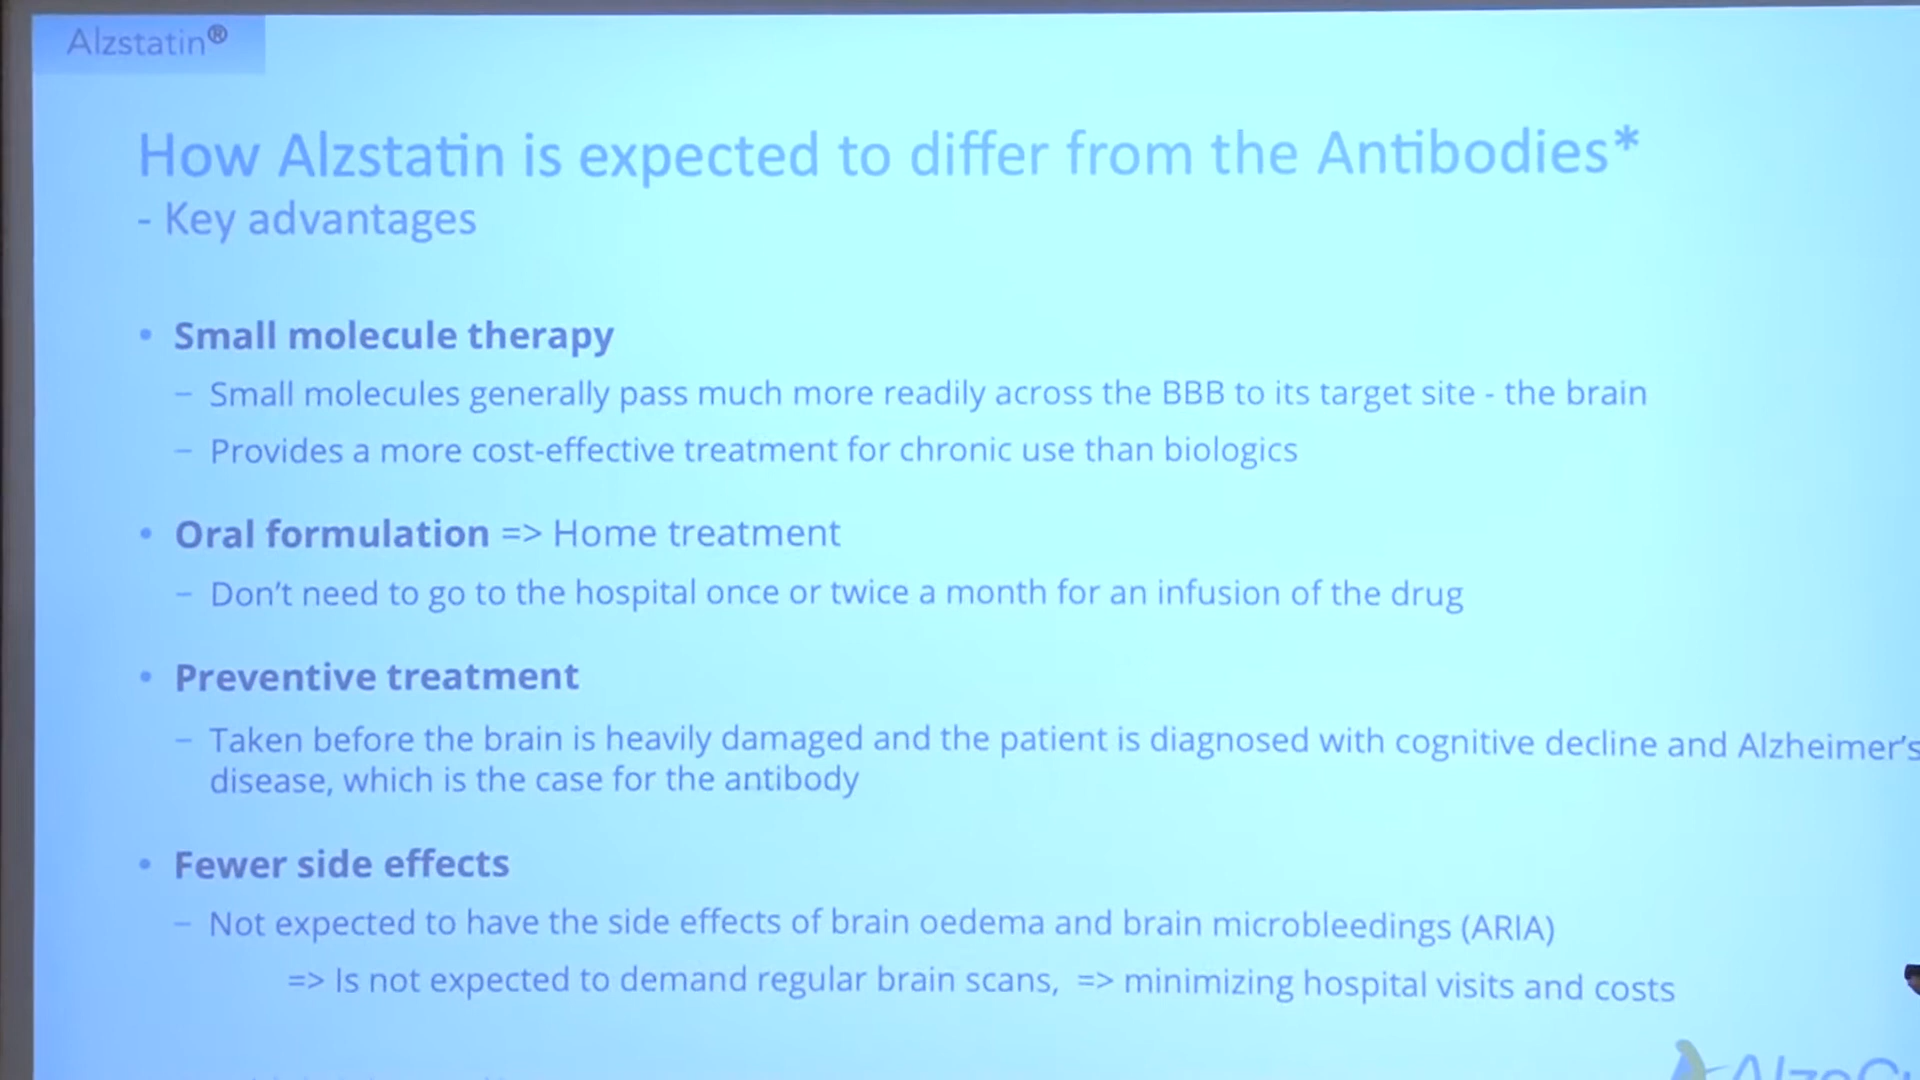 Alzstatin®
How Alzstatin is expected to differ from the Antibodies*
- Key advantages
• Small molecule therapy
– Small molecules generally pass much more readily across the BBB to its target site - the brain
– Provides a more cost-effective treatment for chronic use than biologics
• Oral formulation => Home treatment
– Don't need to go to the hospital once or twice a month for an infusion of the drug
• Preventive treatment
– Taken before the brain is heavily damaged and the patient is diagnosed with cognitive decline and Alzheimer's
disease, which is the case for the antibody
• Fewer side effects
– Not expected to have the side effects of brain oedema and brain microbleedings (ARIA)
=> Is not expected to demand regular brain scans, => minimizing hospital visits and costs